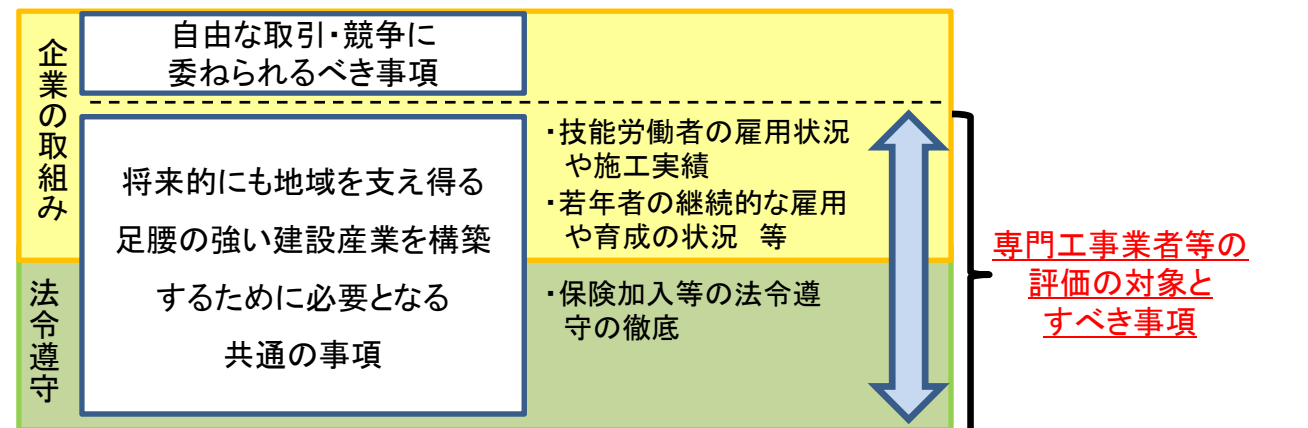 企業の取組み
自由な取引・競争に
委ねられるべき事項
将来的にも地域を支え得る
足腰の強い建設産業を構築
するために必要となる
共通の事項
・技能労働者の雇用状況
や施工実績
・若年者の継続的な雇用
や育成の状況　等
法令遵守
・保険加入等の法令遵
守の徹底
専門工事業者等の
評価の対象と
すべき事項